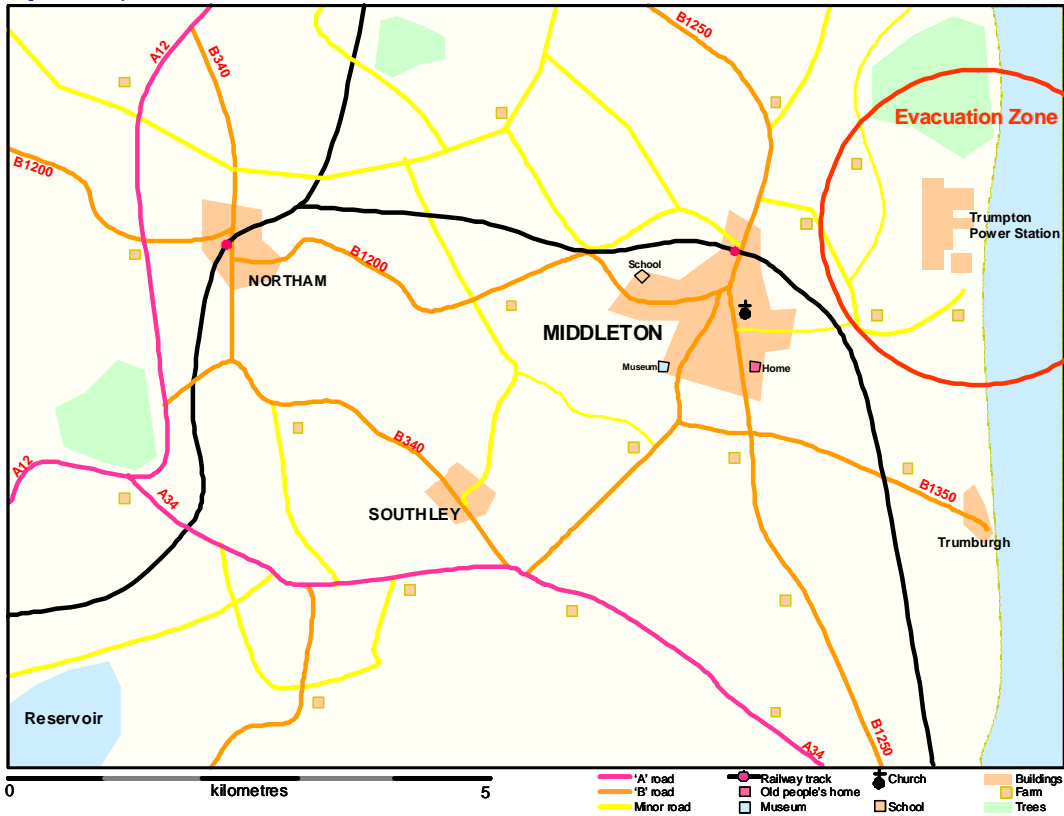 A12
B340
B1250
Evacuation Zone
B1200
Trumpton
Power Station
School
B1200
NORTHAM
MIDDLETON
Museum
Home
B340
A12
A34
SOUTHLEY
B1350
Trumburgh
Reservoir
A34
B1250
0
kilometres
5
'A' road
'B' road
Minor road
Railway track
Old people's home
Museum
Church
School
Buildings
Farm
Trees